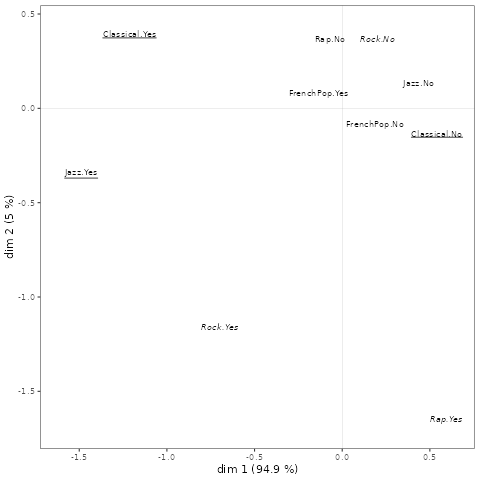 0.5
Classical.Yes
Rap.No
Rock.No
Jazz.No
FrenchPop.Yes
0.0
FrenchPop.No
Classical.No
Jazz.Yes
-0.5
dim 2 (5 %)
-1.0
Rock.Yes
-1.5
Rap.Yes
-1.5
-1.0
-0.5
0.0
0.5
dim 1 (94.9 %)